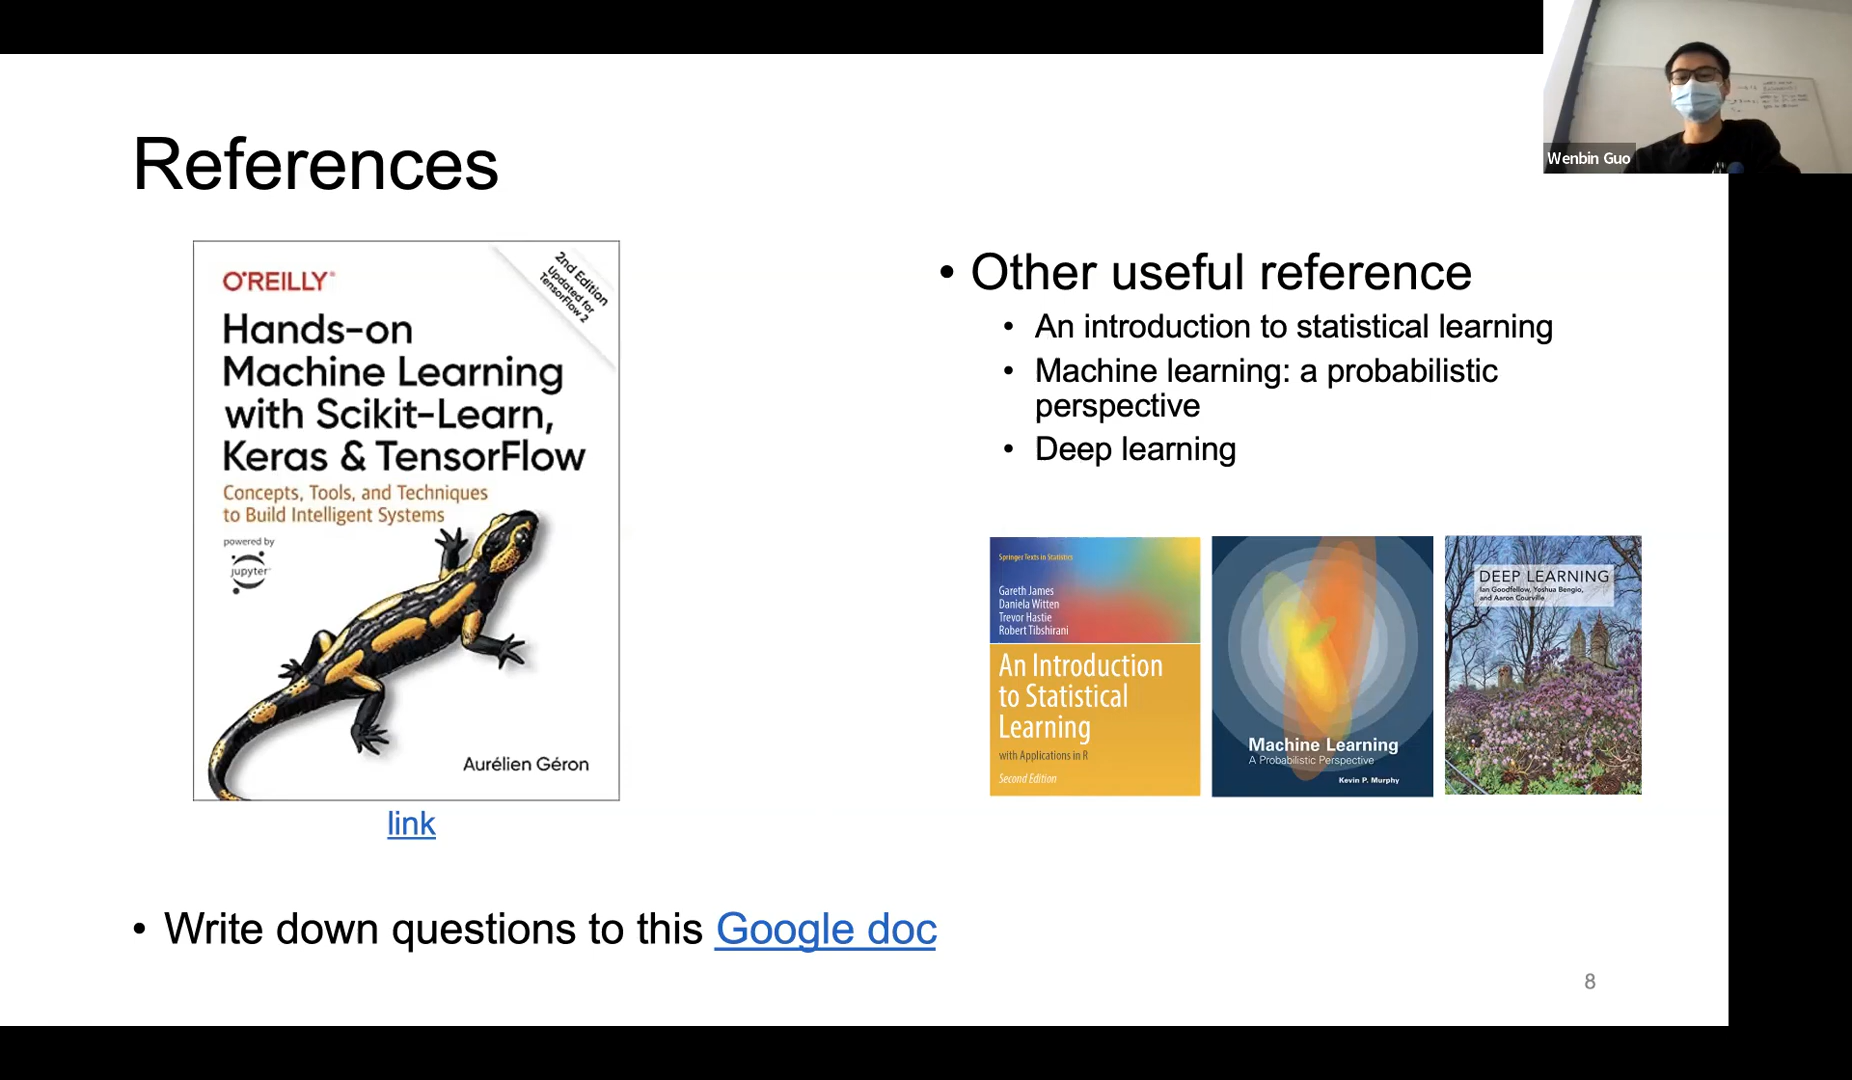 Wenbin Guo
References
O'REILLY®
2nd Edition
Updated for
TensorFlow 2
Hands-on
Machine Learning
with Scikit-Learn,
Keras & TensorFlow
Concepts, Tools, and Techniques
to Build Intelligent Systems
powered by
jupyter
Aurélien Géron
link
• Other useful reference
• An introduction to statistical learning
• Machine learning: a probabilistic
perspective
• Deep learning
Springer Texts in Statistics
Gareth James
Daniela Witten
Trevor Hastie
Robert Tibshirani
An Introduction
to Statistical
Learning
with Applications in R
Second Edition
Machine Learning
A Probabilistic Perspective
Kevin P. Murphy
DEEP LEARNING
Ian Goodfellow, Yoshua Bengio,
and Aaron Courville
• Write down questions to this Google doc
8